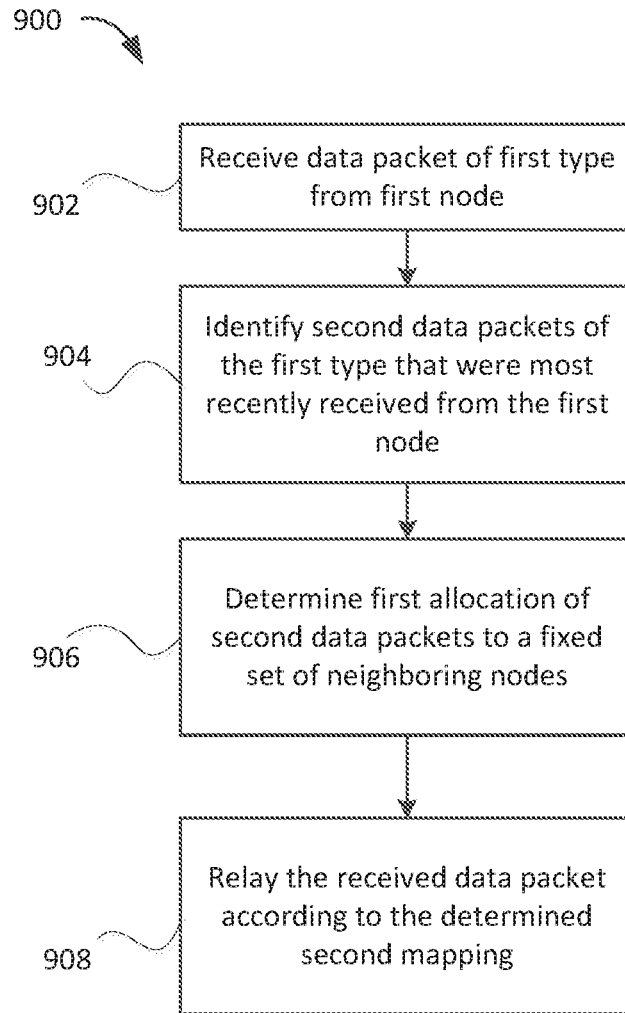 900
Receive data packet of first type
from first node
902
Identify second data packets of
the first type that were most
recently received from the first
node
904
Determine first allocation of
second data packets to a fixed
set of neighboring nodes
906
Relay the received data packet
according to the determined
second mapping
908